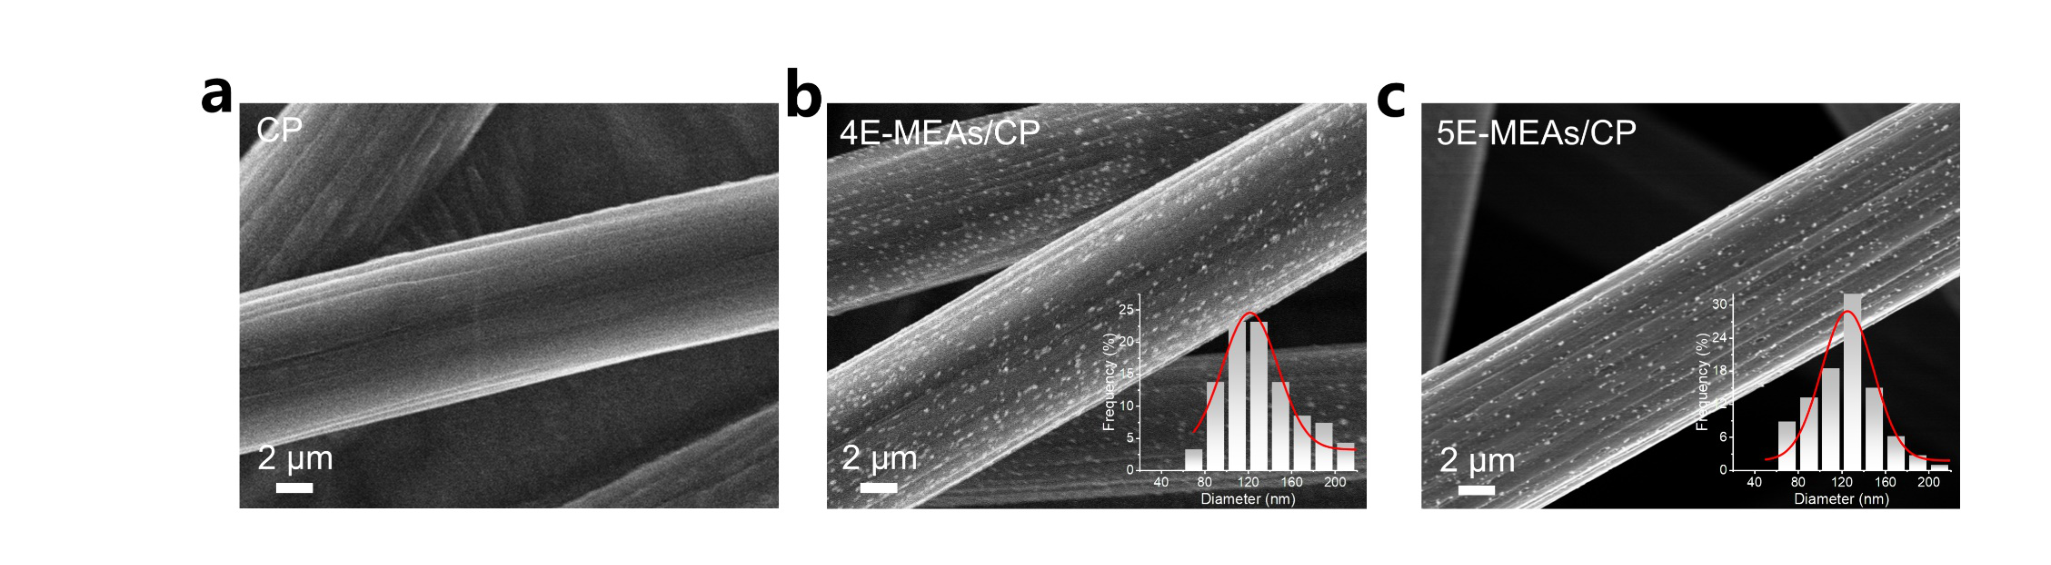 a
CP
2 μm
b
4E-MEAs/CP
2 μm
Frequency (%)
25
20
15
10
5
0
40 80 120 160 200
Diameter (nm)
c
5E-MEAs/CP
2 μm
Frequency (%)
30
24
18
12
6
0
40 80 120 160 200
Diameter (nm)